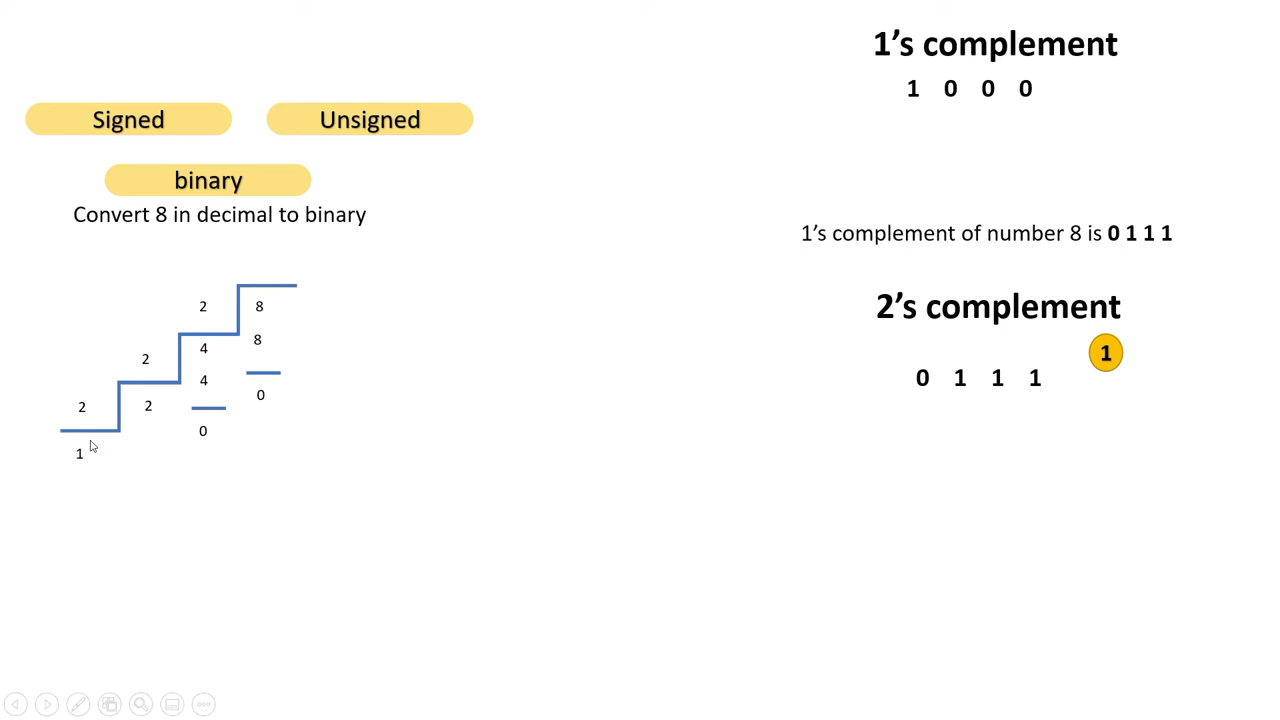 1's complement
1 0 0 0
Signed
Unsigned
binary
Convert 8 in decimal to binary
1's complement of number 8 is 0 1 1 1
2's complement
1
0 1 1 1
2 8
4 8
2
4
0
2 2
0
1